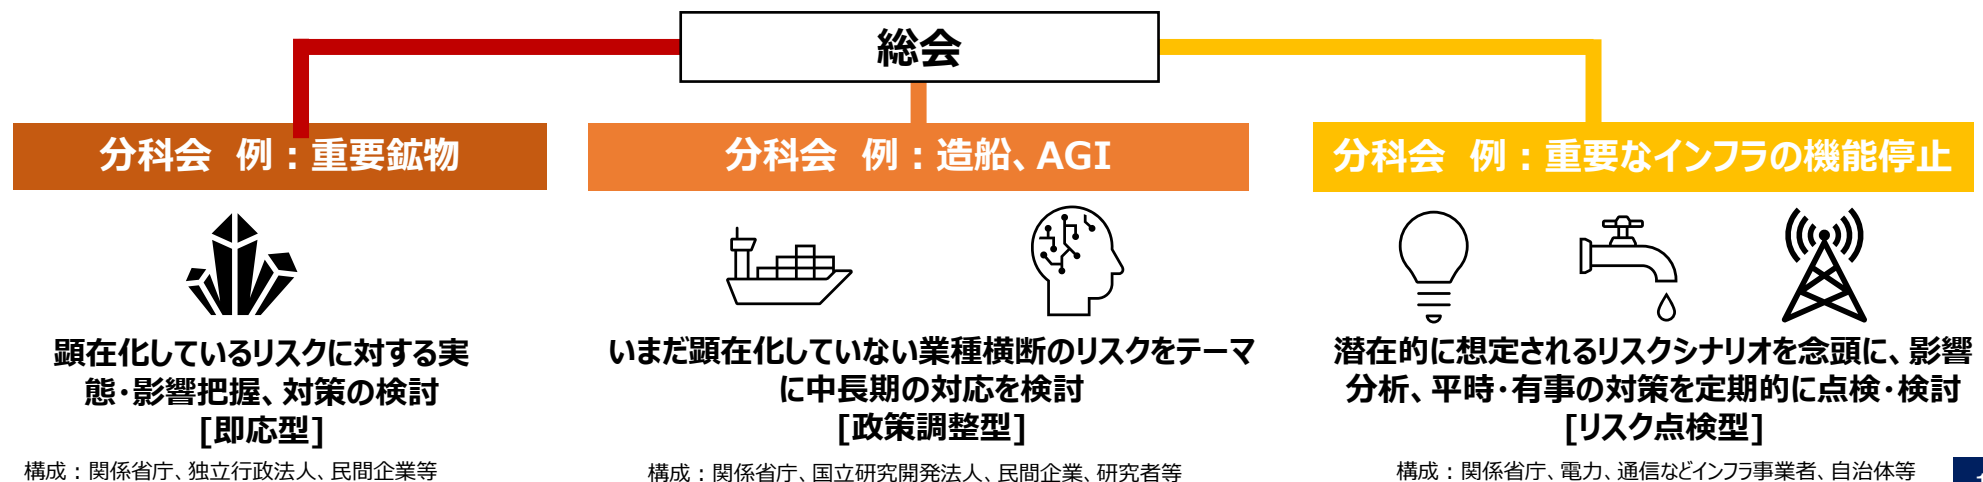 総会
分科会 例：重要鉱物
分科会 例：造船、AGI
分科会 例：重要なインフラの機能停止
顕在化しているリスクに対する実
態・影響把握、対策の検討
[即応型]
構成：関係省庁、独立行政法人、民間企業等
いまだ顕在化していない業種横断のリスクをテーマ
に中長期の対応を検討
[政策調整型]
構成：関係省庁、国立研究開発法人、民間企業、研究者等
潜在的に想定されるリスクシナリオを念頭に、影響
分析、平時・有事の対策を定期的に点検・検討
[リスク点検型]
構成：関係省庁、電力、通信などインフラ事業者、自治体等